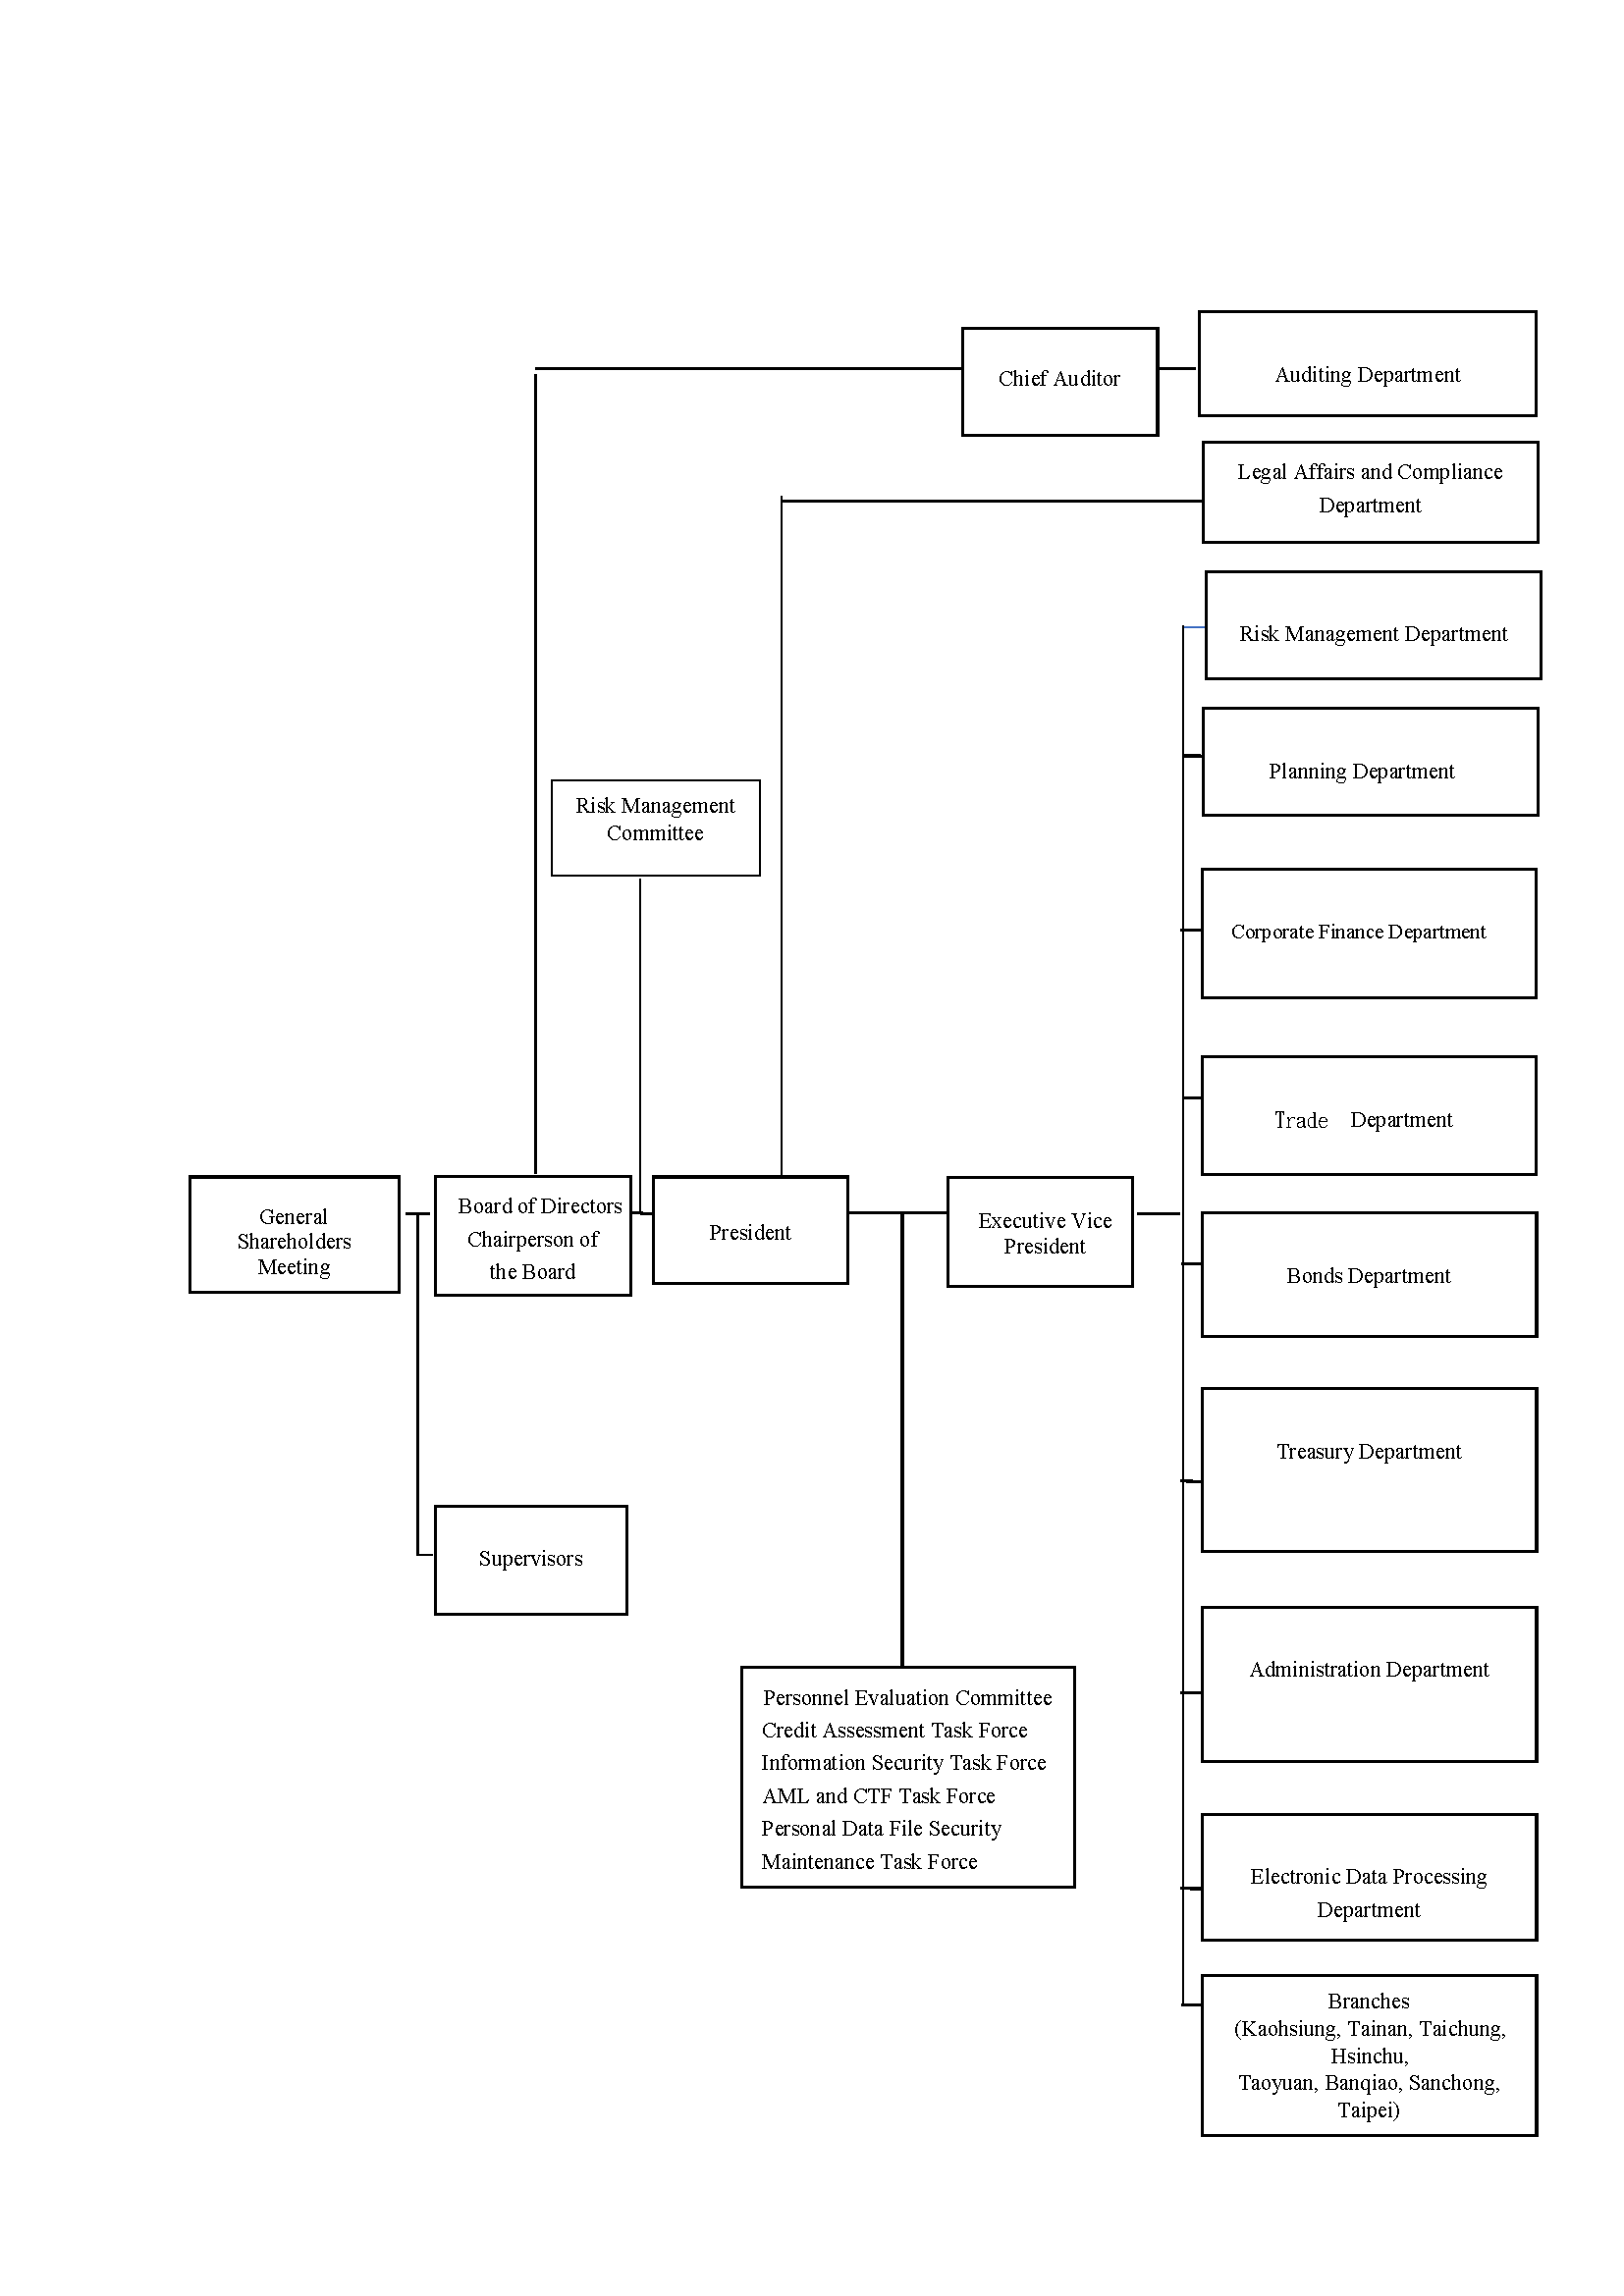 Chief Auditor
Auditing Department
Legal Affairs and Compliance
Department
Risk Management Department
Planning Department
Risk Management
Committee
Corporate Finance Department
Trade Department
General
Shareholders
Meeting
Board of Directors
Chairperson of
the Board
President
Executive Vice
President
Bonds Department
Treasury Department
Supervisors
Administration Department
Personnel Evaluation Committee
Credit Assessment Task Force
Information Security Task Force
AML and CTF Task Force
Personal Data File Security
Maintenance Task Force
Electronic Data Processing
Department
Branches
(Kaohsiung, Tainan, Taichung,
Hsinchu,
Taoyuan, Banqiao, Sanchong,
Taipei)